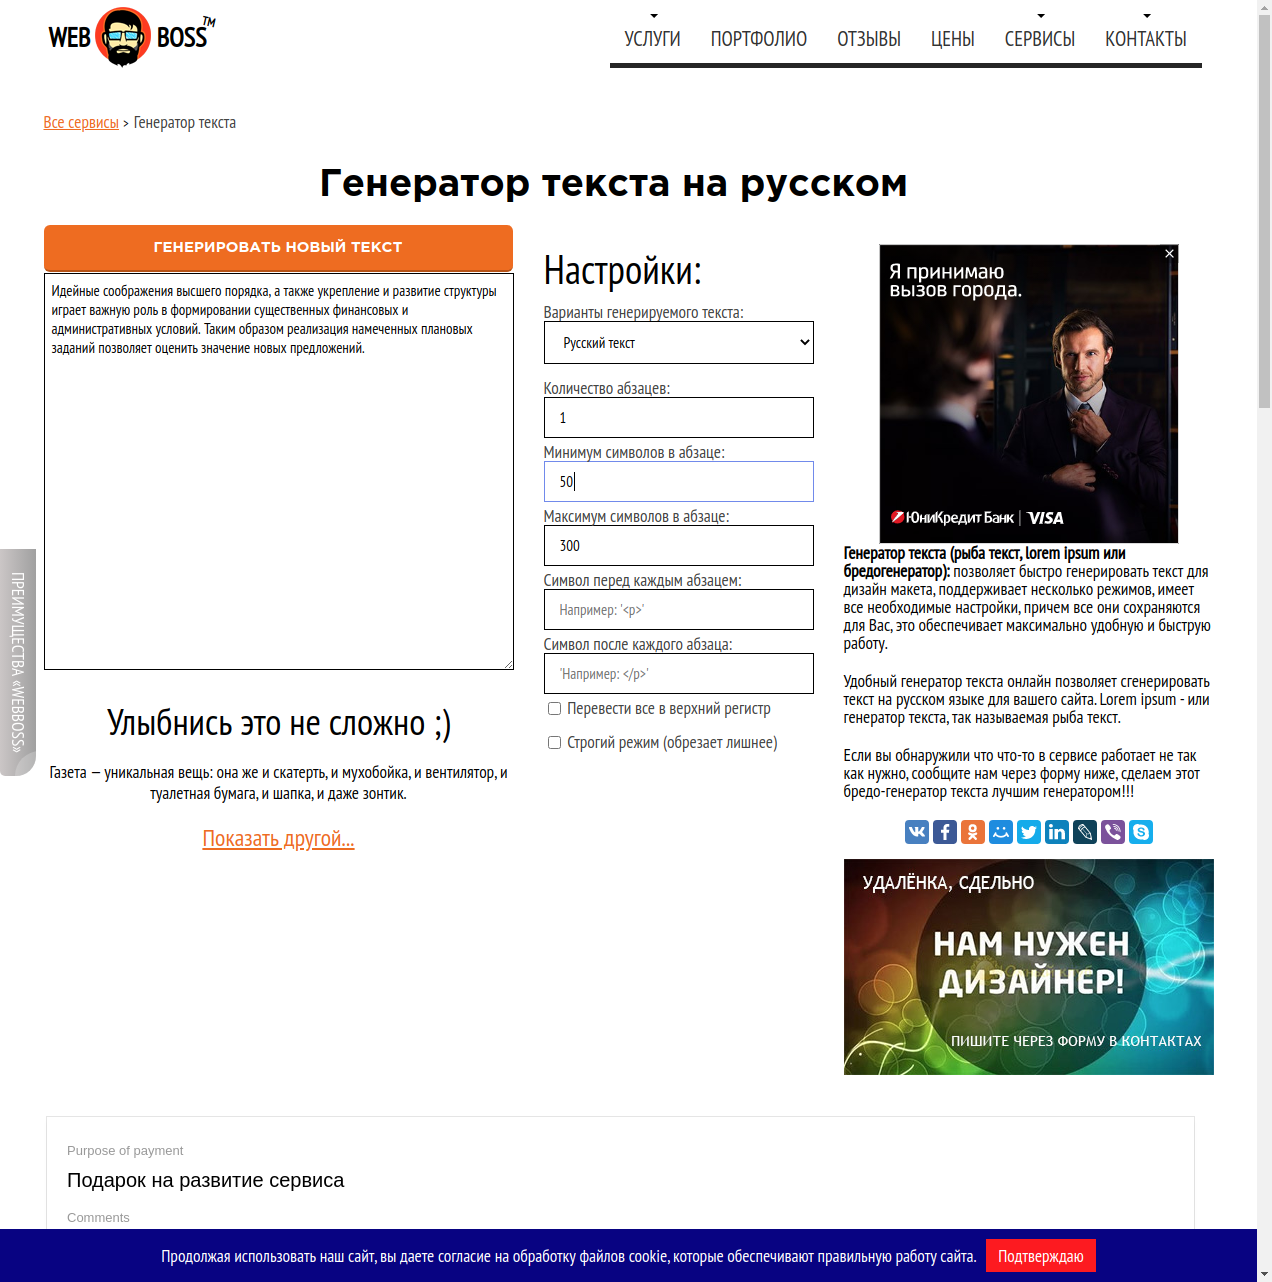 WEB BOSS™
УСЛУГИ ПОРТФОЛИО ОТЗЫВЫ ЦЕНЫ СЕРВИСЫ КОНТАКТЫ
Все сервисы > Генератор текста
Генератор текста на русском
ГЕНЕРИРОВАТЬ НОВЫЙ ТЕКСТ
Идейные соображения высшего порядка, а также укрепление и развитие структуры
играет важную роль в формировании существенных финансовых и
административных условий. Таким образом реализация намеченных плановых
заданий позволяет оценить значение новых предложений.
Улыбнись это не сложно ;)
Газета — уникальная вещь: она же и скатерть, и мухобойка, и вентилятор, и
туалетная бумага, и шапка, и даже зонтик.
Показать другой...
ПРЕИМУЩЕСТВА «WEBBOSS»
Настройки:
Варианты генерируемого текста:
Русский текст
Количество абзацев:
1
Минимум символов в абзаце:
50
Максимум символов в абзаце:
300
Символ перед каждым абзацем:
Например: '<p>'
Символ после каждого абзаца:
'Например: </p>'
Перевести все в верхний регистр
Строгий режим (обрезает лишнее)
Я принимаю
вызов города.
ЮниКредит Банк | VISA
Генератор текста (рыба текст, lorem ipsum или
бредогенератор): позволяет быстро генерировать текст для
дизайн макета, поддерживает несколько режимов, имеет
все необходимые настройки, причем все они сохраняются
для Вас, это обеспечивает максимально удобную и быструю
работу.
Удобный генератор текста онлайн позволяет сгенерировать
текст на русском языке для вашего сайта. Lorem ipsum - или
генератор текста, так называемая рыба текст.
Если вы обнаружили что что-то в сервисе работает не так
как нужно, сообщите нам через форму ниже, сделаем этот
бредо-генератор текста лучшим генератором!!!
УДАЛЁНКА, СДЕЛЬНО
НАМ НУЖЕН
ДИЗАЙНЕР!
ПИШИТЕ ЧЕРЕЗ ФОРМУ В КОНТАКТАХ
Purpose of payment
Подарок на развитие сервиса
Comments
Продолжая использовать наш сайт, вы даете согласие на обработку файлов cookie, которые обеспечивают правильную работу сайта. Подтверждаю